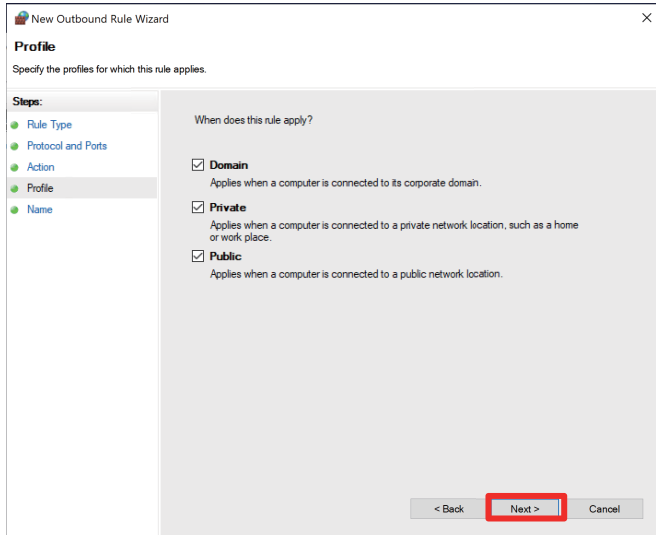 New Outbound Rule Wizard
Profile
Specify the profiles for which this rule applies.
Steps:
Rule Type
Protocol and Ports
Action
Profile
Name
When does this rule apply?
Domain
Applies when a computer is connected to its corporate domain.
Private
Applies when a computer is connected to a private network location, such as a home
or work place.
Public
Applies when a computer is connected to a public network location.
< Back
Next >
Cancel